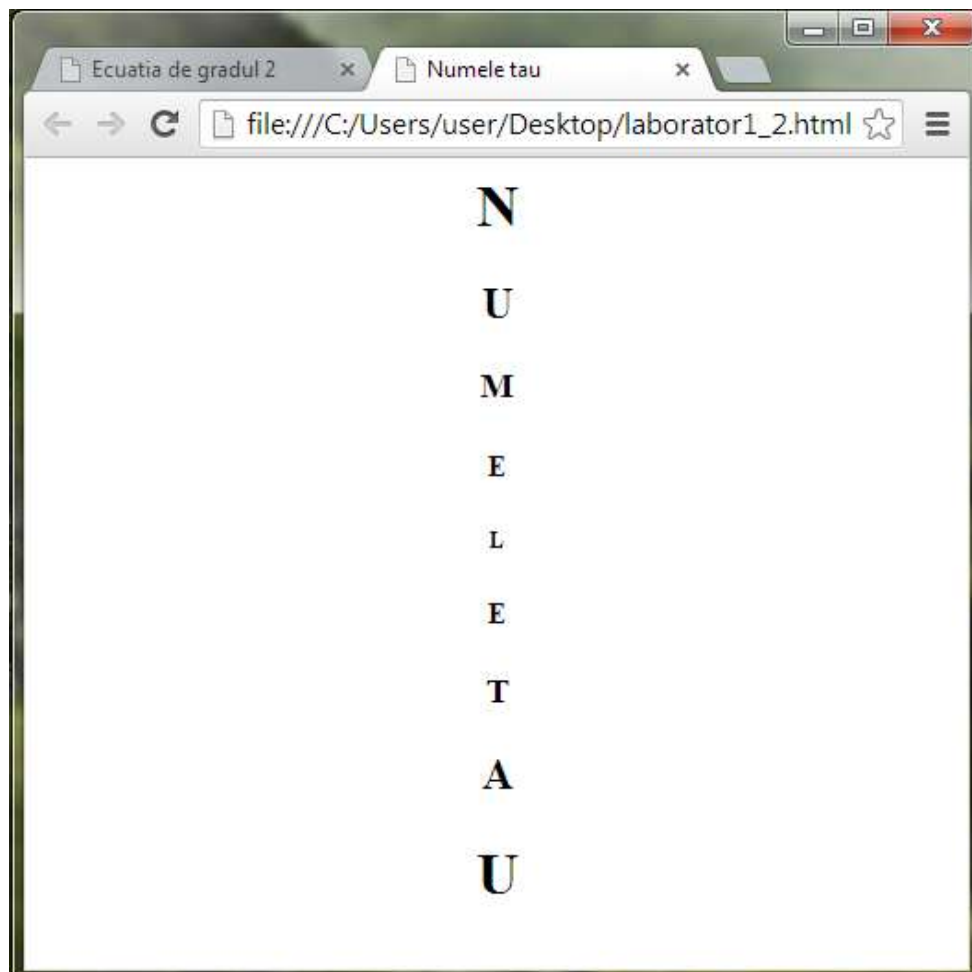 Ecuatia de gradul 2 Numele tau
file:///C:/Users/user/Desktop/laborator1_2.html
N
U
M
E
L
E
T
A
U